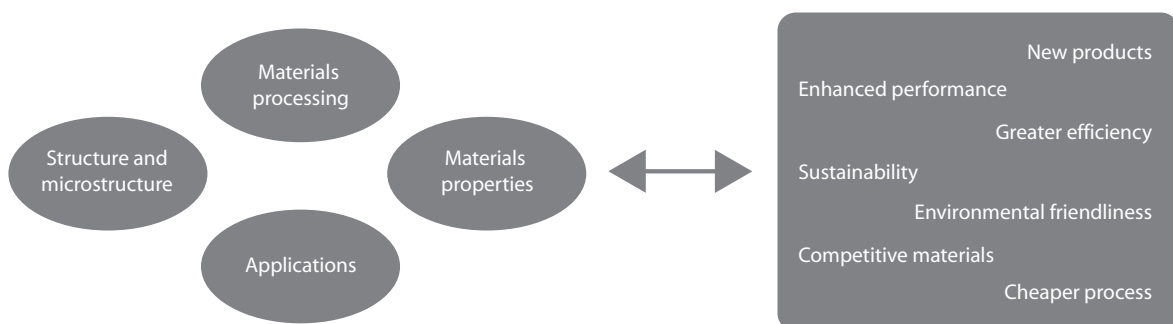 Materials
processing
Structure and
microstructure
Materials
properties
Applications
New products
Enhanced performance
Greater efficiency
Sustainability
Environmental friendliness
Competitive materials
Cheaper process